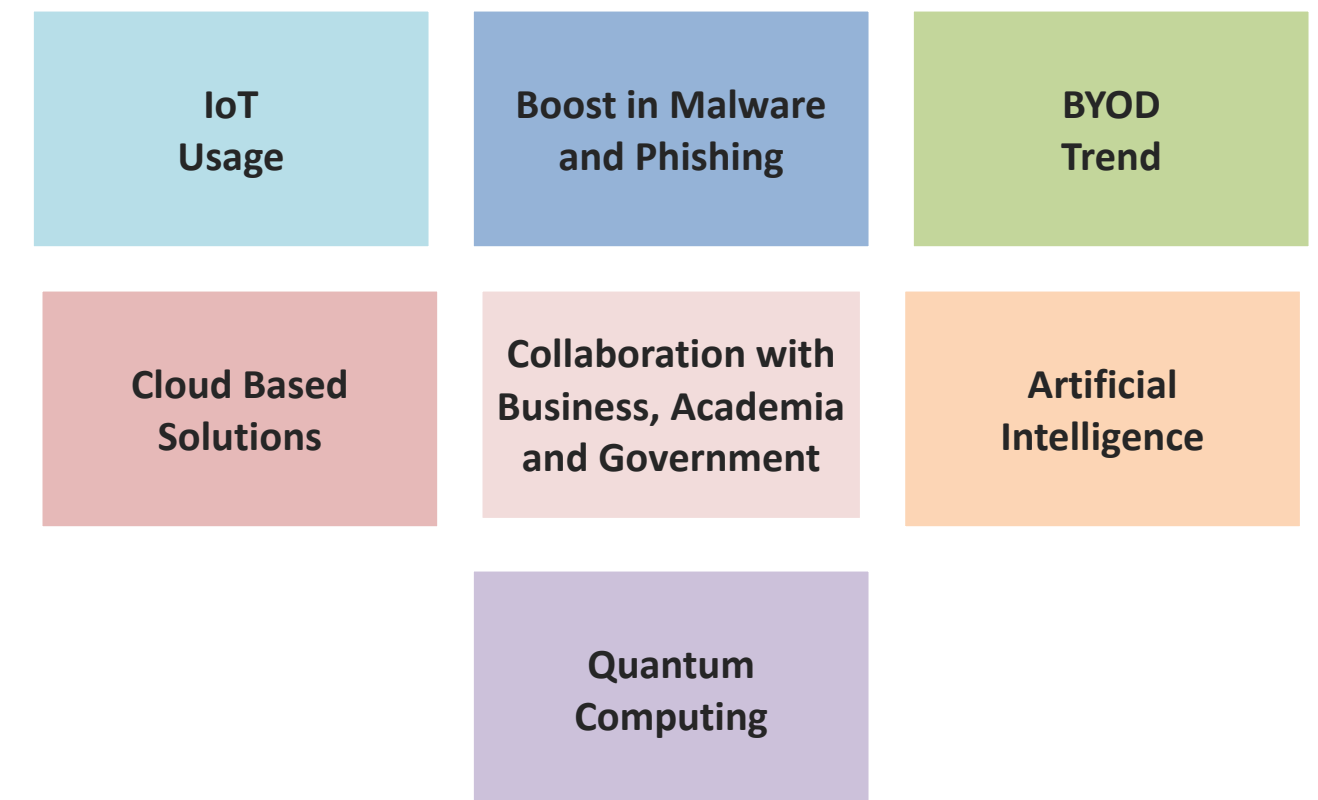 IoT
Usage
Boost in Malware
and Phishing
BYOD
Trend
Cloud Based
Solutions
Collaboration with
Business, Academia
and Government
Artificial
Intelligence
Quantum
Computing